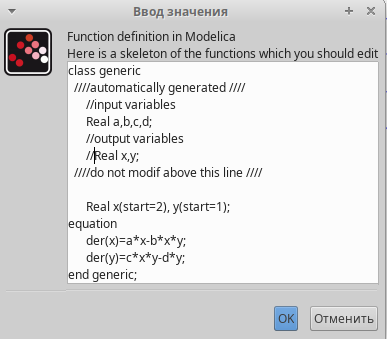 Ввод значения
Function definition in Modelica
Here is a skeleton of the functions which you should edit
class generic
////automatically generated ////
//input variables
Real a,b,c,d;
//output variables
//Real x,y;
////do not modif above this line ////
Real x(start=2), y(start=1);
equation
der(x)=a*x-b*x*y;
der(y)=c*x*y-d*y;
end generic;
OK
Отменить